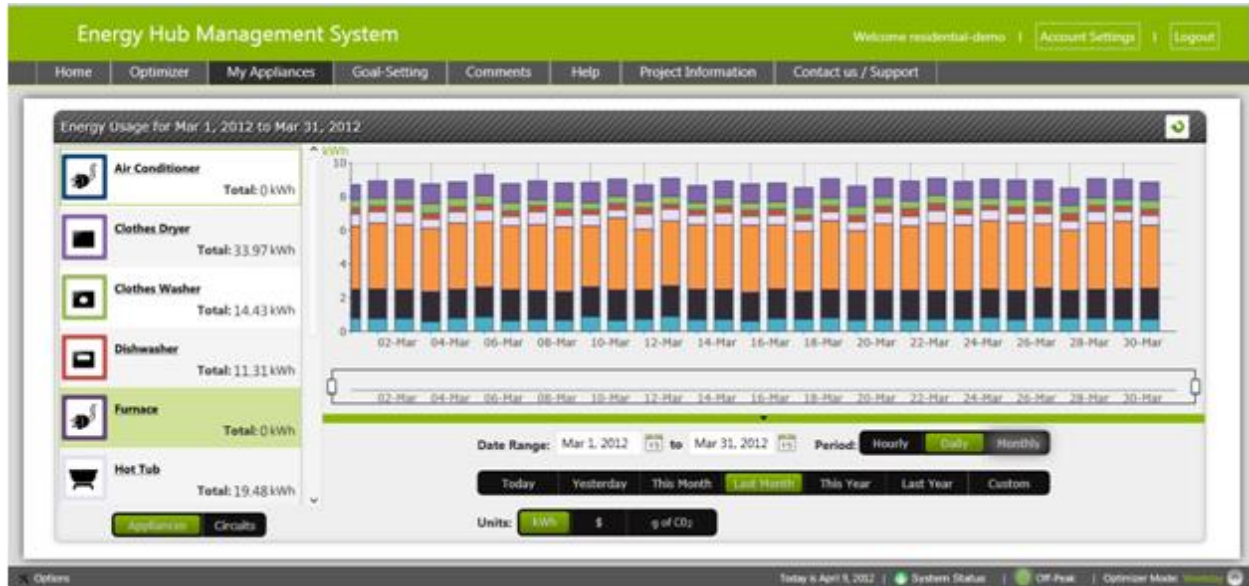 Energy Hub Management System
Welcome residential-demo | Account Settings | Logout
Home Optimizer My Appliances Goal-Setting Comments Help Project Information Contact us / Support
Energy Usage for Mar 1, 2012 to Mar 31, 2012
Air Conditioner
Total: 0 kWh
Clothes Dryer
Total: 33.97 kWh
Clothes Washer
Total: 14.43 kWh
Dishwasher
Total: 11.31 kWh
Furnace
Total: 0 kWh
Hot Tub
Total: 19.48 kWh
Appliances Circuits
kWh
10
8
6
4
2
0
02-Mar 04-Mar 06-Mar 08-Mar 10-Mar 12-Mar 14-Mar 16-Mar 18-Mar 20-Mar 22-Mar 24-Mar 26-Mar 28-Mar 30-Mar
02-Mar 04-Mar 06-Mar 08-Mar 10-Mar 12-Mar 14-Mar 16-Mar 18-Mar 20-Mar 22-Mar 24-Mar 26-Mar 28-Mar 30-Mar
Date Range: Mar 1, 2012 to Mar 31, 2012 Period: Hourly Daily Monthly
Today Yesterday This Month Last Month This Year Last Year Custom
Units: kWh $ g of CO₂
Options
Today is April 9, 2012 | System Status | Off-Peak | Optimizer Mode: